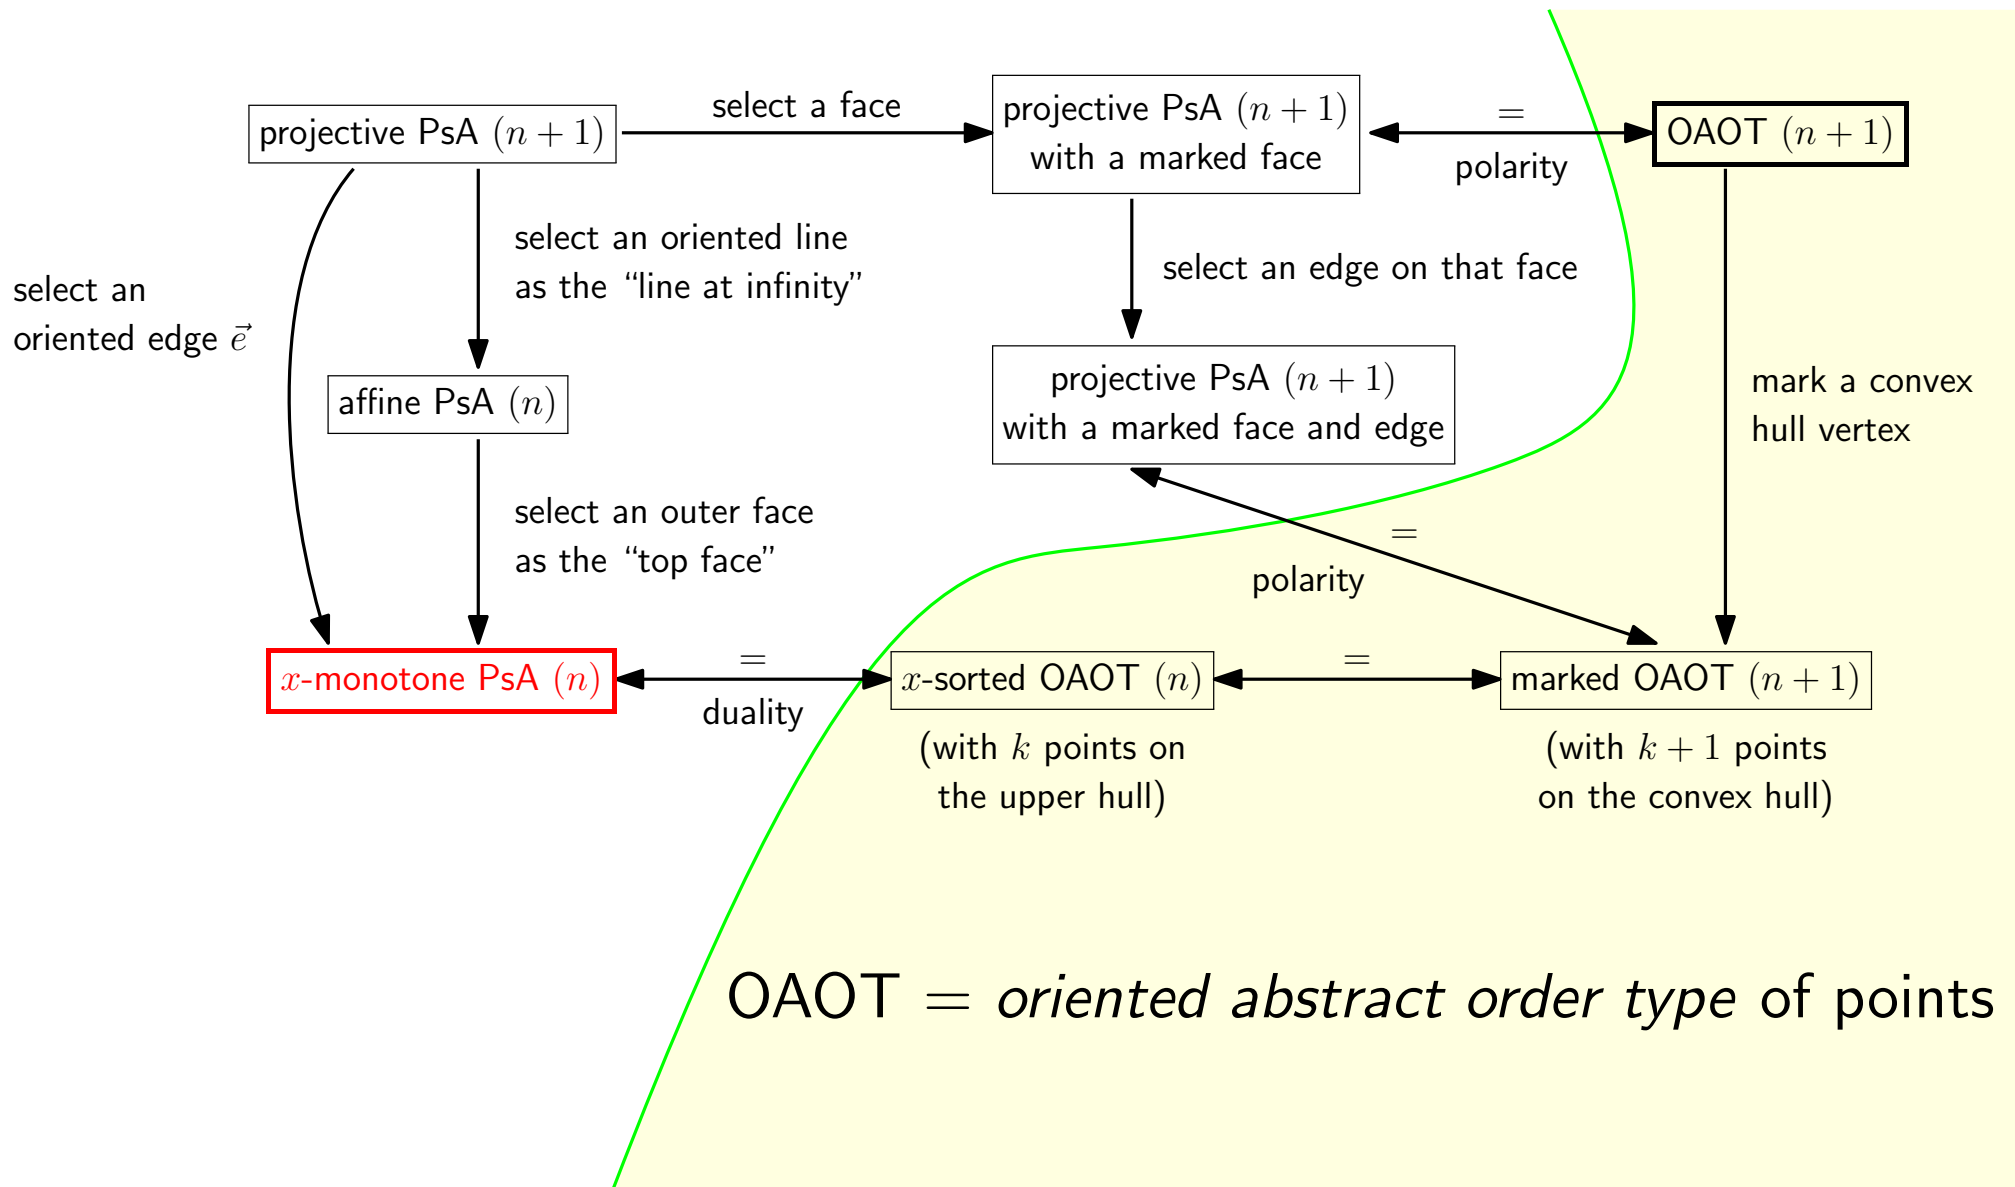 projective PsA (n + 1)
select a face
projective PsA (n + 1)
with a marked face
=
polarity
OAOT (n + 1)
select an
oriented edge e⃗
select an oriented line
as the “line at infinity”
select an edge on that face
affine PsA (n)
projective PsA (n + 1)
with a marked face and edge
mark a convex
hull vertex
select an outer face
as the “top face”
=
polarity
x-monotone PsA (n)
=
duality
x-sorted OAOT (n)
=
marked OAOT (n + 1)
(with k points on
the upper hull)
(with k + 1 points
on the convex hull)
OAOT = oriented abstract order type of points